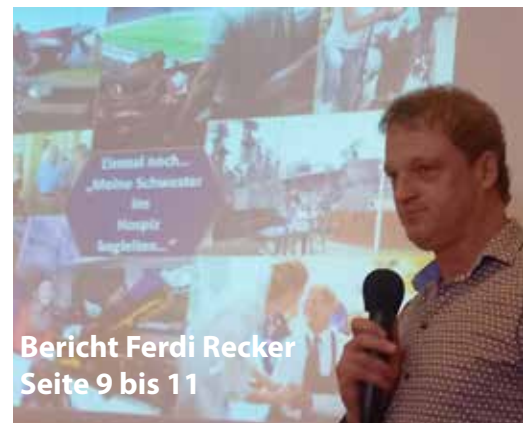 Einmal noch...
„Meine Schwester
im
Hospiz
begleiten..."
Bericht Ferdi Recker
Seite 9 bis 11